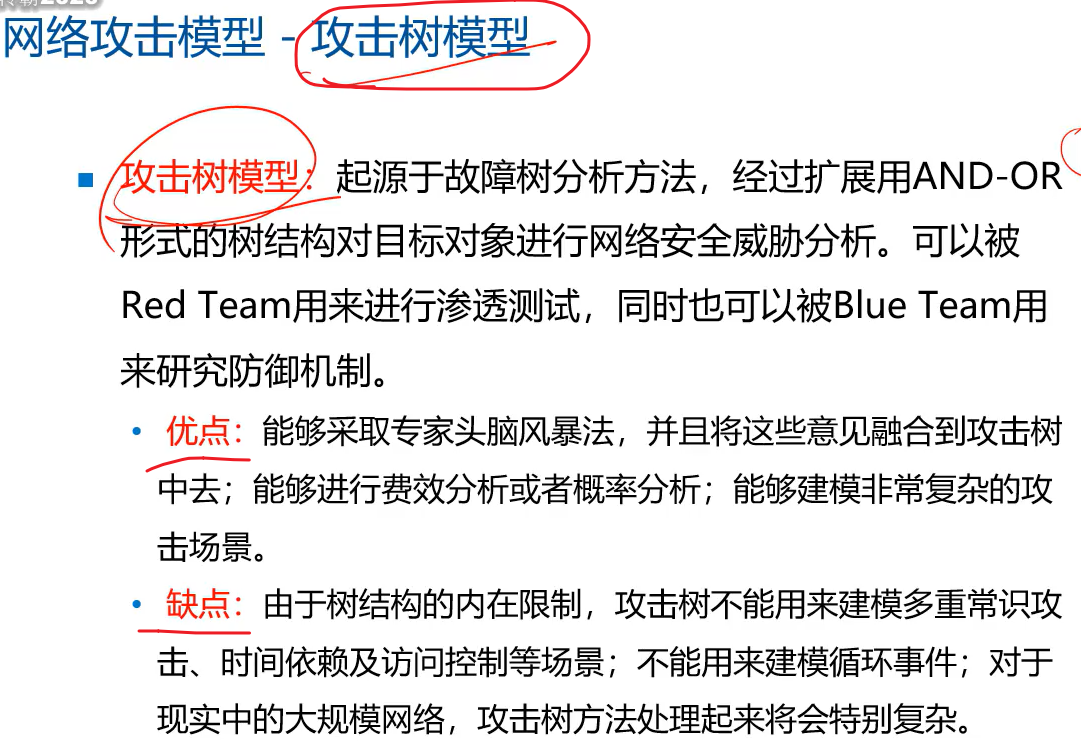 网络攻击模型 - 攻击树模型
攻击树模型：起源于故障树分析方法，经过扩展用AND-OR
形式的树结构对目标对象进行网络安全威胁分析。可以被
Red Team用来进行渗透测试，同时也可以被Blue Team用
来研究防御机制。
优点：能够采取专家头脑风暴法，并且将这些意见融合到攻击树
中去；能够进行费效分析或者概率分析；能够建模非常复杂的攻
击场景。
缺点：由于树结构的内在限制，攻击树不能用来建模多重常识攻
击、时间依赖及访问控制等场景；不能用来建模循环事件；对于
现实中的大规模网络，攻击树方法处理起来将会特别复杂。